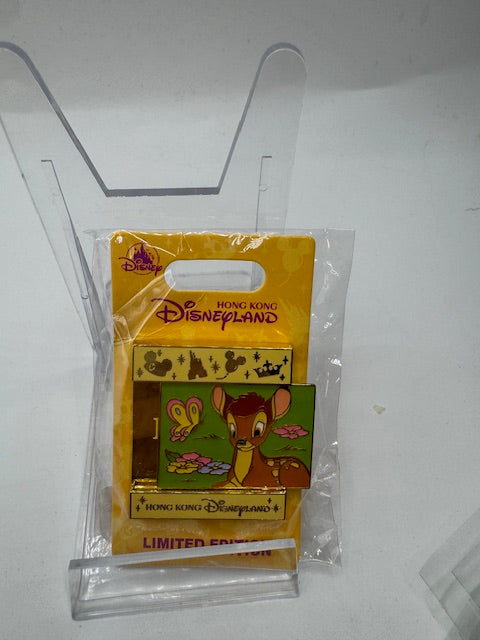 Disney
HONG KONG
Disneyland
HONG KONG Disneyland
LIMITED EDITION